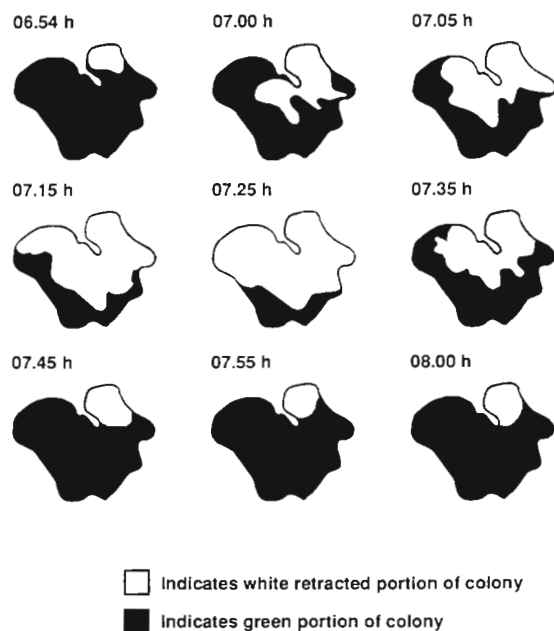 06.54 h
07.00 h
07.05 h
07.15 h
07.25 h
07.35 h
07.45 h
07.55 h
08.00 h
Indicates white retracted portion of colony
Indicates green portion of colony